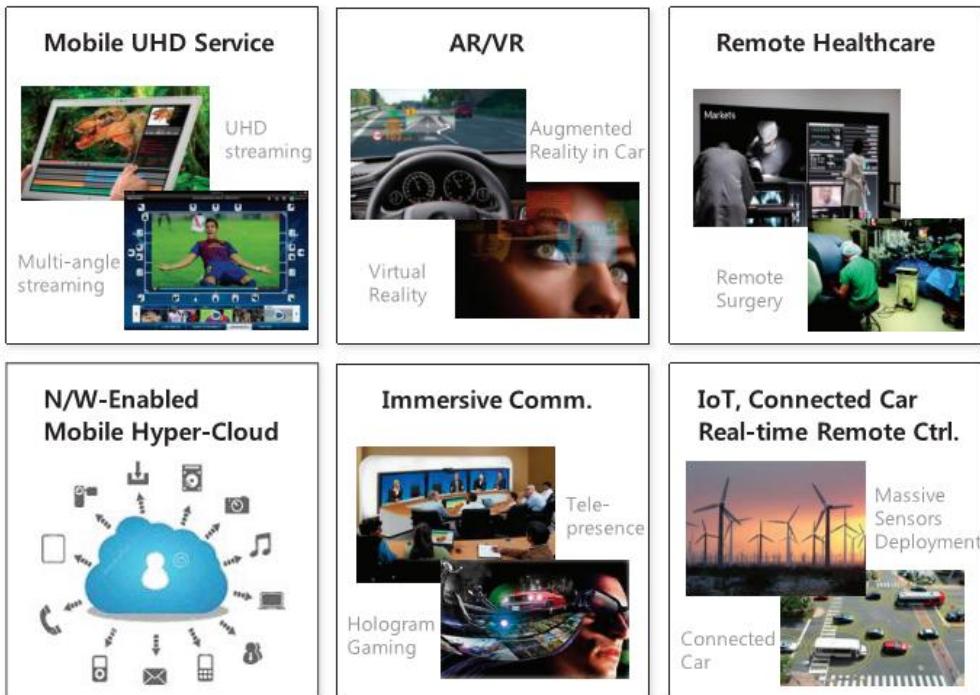 Mobile UHD Service
UHD
streaming
Multi-angle
streaming
AR/VR
Augmented
Reality in Car
Virtual
Reality
Remote Healthcare
Markets
Remote
Surgery
N/W-Enabled
Mobile Hyper-Cloud
Immersive Comm.
Tele-
presence
Hologram
Gaming
IoT, Connected Car
Real-time Remote Ctrl.
Massive
Sensors
Deployment
Connected
Car